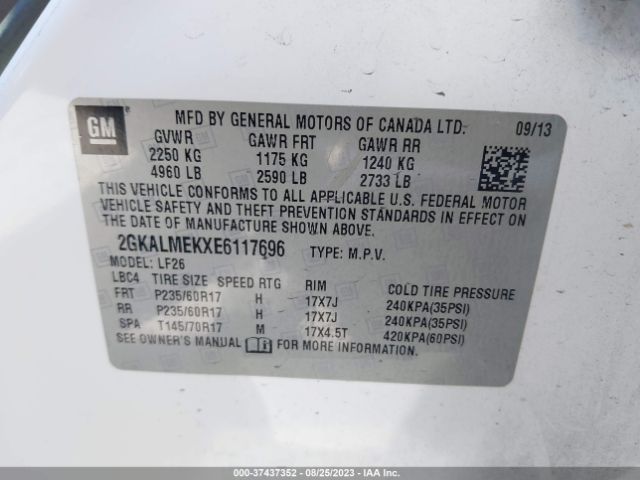 GM
MFD BY GENERAL MOTORS OF CANADA LTD. 09/13
GVWR GAWR FRT GAWR RR
2250 KG 1175 KG 1240 KG
4960 LB 2590 LB 2733 LB
THIS VEHICLE CONFORMS TO ALL APPLICABLE U.S. FEDERAL MOTOR
VEHICLE SAFETY AND THEFT PREVENTION STANDARDS IN EFFECT ON
THE DATE OF MANUFACTURE SHOWN ABOVE.
2GKALMEKXE6117696 TYPE: M.P.V.
MODEL: LF26
LBC4 TIRE SIZE SPEED RTG RIM COLD TIRE PRESSURE
FRT P235/60R17 H 17X7J 240KPA(35PSI)
RR P235/60R17 H 17X7J 240KPA(35PSI)
SPA T145/70R17 M 17X4.5T 420KPA(60PSI)
SEE OWNER'S MANUAL FOR MORE INFORMATION.
000-37437352 - 08/25/2023 - IAA Inc.